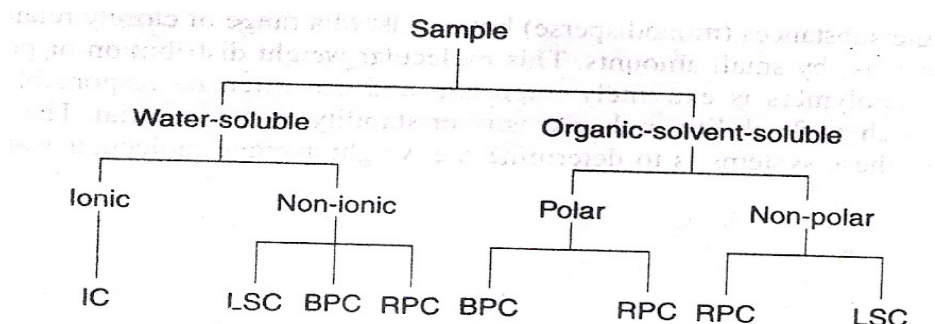 Sample
Water-soluble
Organic-solvent-soluble
Ionic
Non-ionic
Polar
Non-polar
IC
LSC BPC RPC BPC RPC RPC LSC